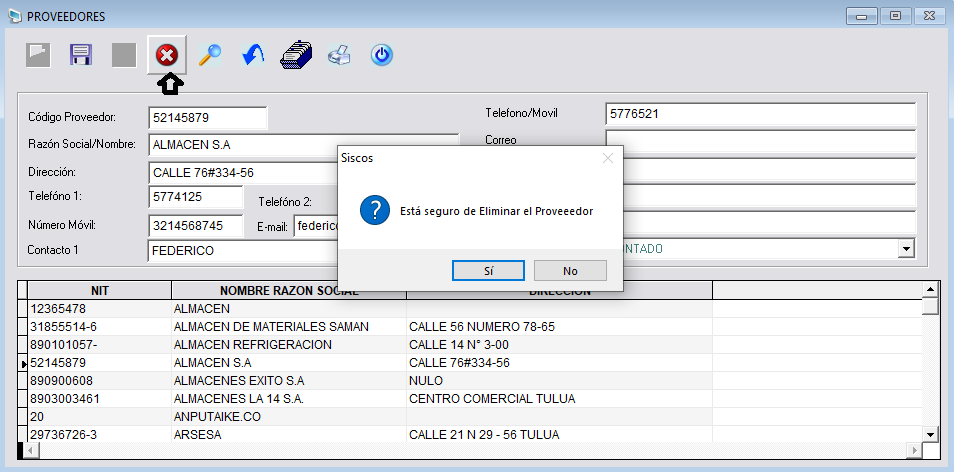 PROVEEDORES
Código Proveedor: 52145879
Telefono/Movil 5776521
Razón Social/Nombre: ALMACEN S.A
Correo
Dirección: CALLE 76#334-56
Telefóno 1: 5774125 Telefóno 2:
Número Móvil: 3214568745 E-mail: federico
Contacto 1 FEDERICO
NTADO
Siscos
Está seguro de Eliminar el Proveeedor
Sí No
NIT NOMBRE RAZON SOCIAL DIRECCION
12365478 ALMACEN
31855514-6 ALMACEN DE MATERIALES SAMAN CALLE 56 NUMERO 78-65
890101057- ALMACEN REFRIGERACION CALLE 14 N° 3-00
52145879 ALMACEN S.A CALLE 76#334-56
890900608 ALMACENES EXITO S.A NULO
8903003461 ALMACENES LA 14 S.A. CENTRO COMERCIAL TULUA
20 ANPUTAIKE.CO
29736726-3 ARSESA CALLE 21 N 29 - 56 TULUA